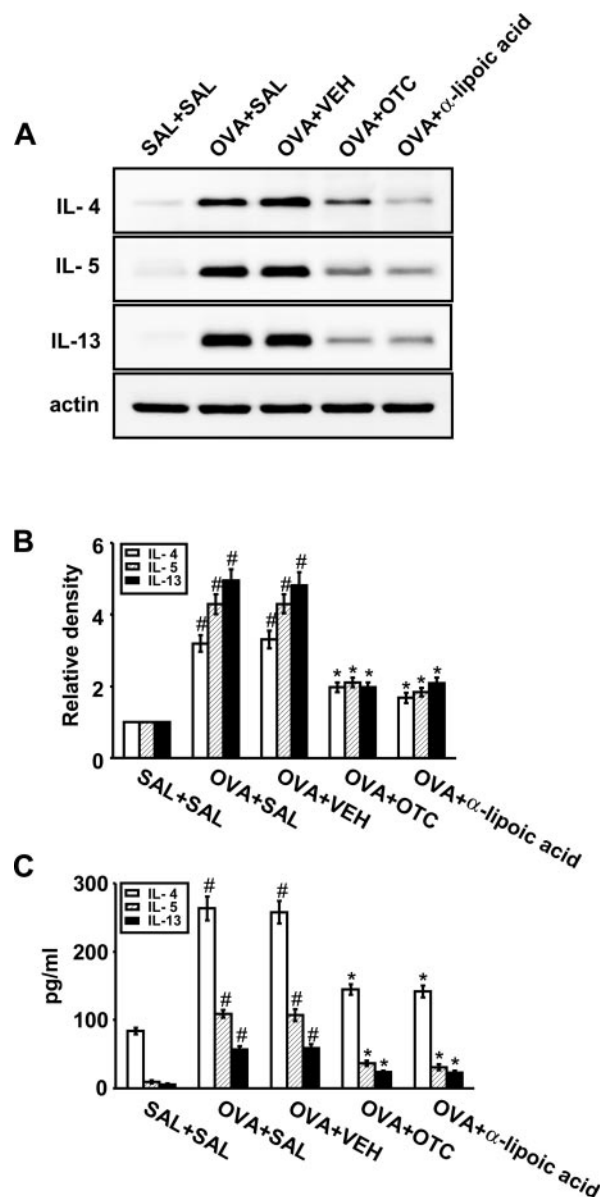 A
SAL+SAL
OVA+SAL
OVA+VEH
OVA+OTC
OVA+α-lipoic acid
IL- 4
IL- 5
IL-13
actin
B
Relative density
6
4
2
0
IL- 4
IL- 5
IL-13
# # #
# # #
* * *
* * *
SAL+SAL
OVA+SAL
OVA+VEH
OVA+OTC
OVA+α-lipoic acid
C
pg/ml
300
200
100
0
IL- 4
IL- 5
IL-13
# # #
# # #
* * *
* * *
SAL+SAL
OVA+SAL
OVA+VEH
OVA+OTC
OVA+α-lipoic acid